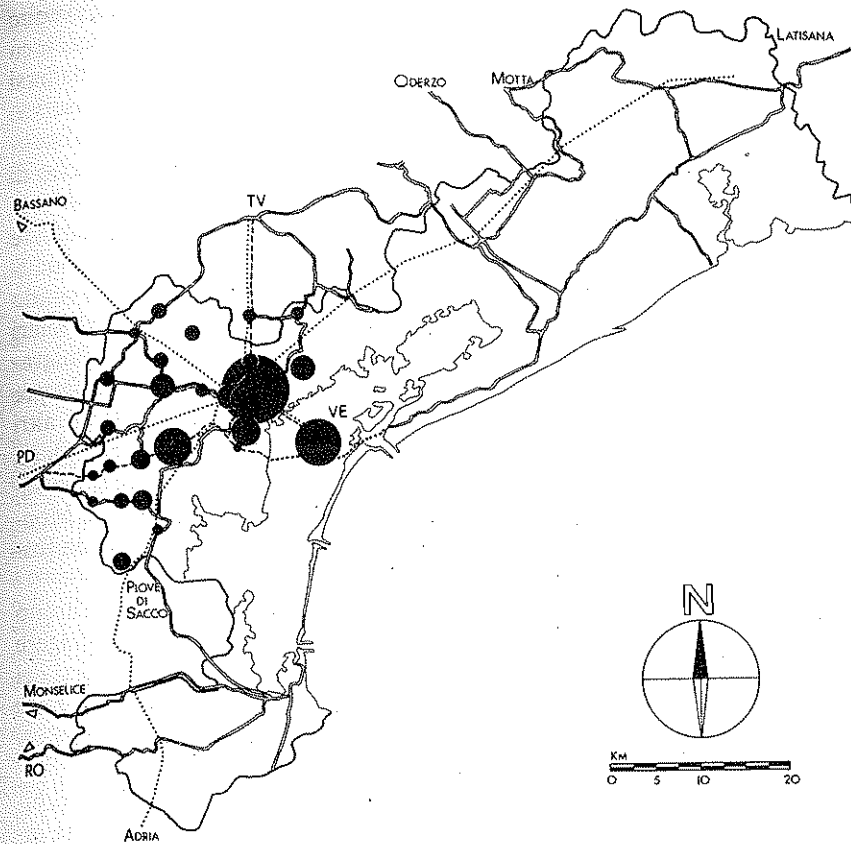 LATISANA
ODERZO
MOTTA
BASSANO
TV
VE
PD
PIOVE
DI
SACCO
N
MONSELICE
RO
KM
0 5 10 20
ADRIA